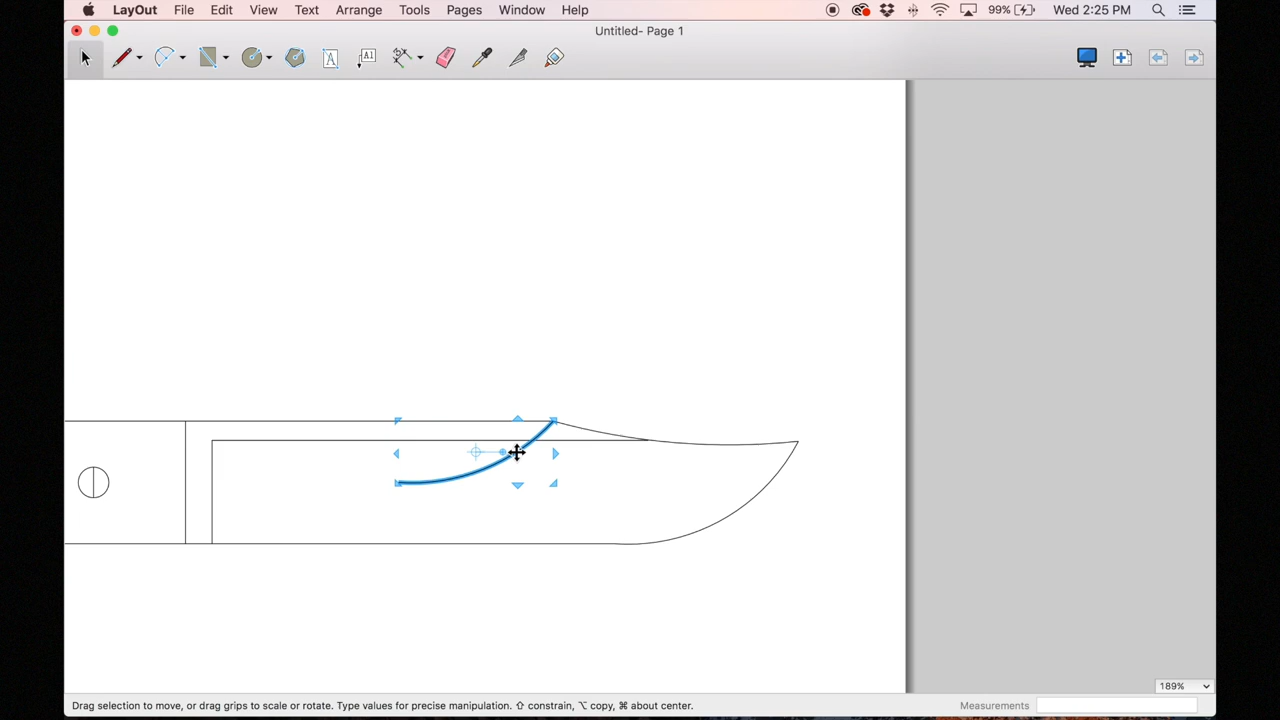 LayOut File Edit View Text Arrange Tools Pages Window Help 99% Wed 2:25 PM
Untitled- Page 1
A AI
189%
Drag selection to move, or drag grips to scale or rotate. Type values for precise manipulation. ⇧ constrain, ⌥ copy, ⌘ about center. Measurements